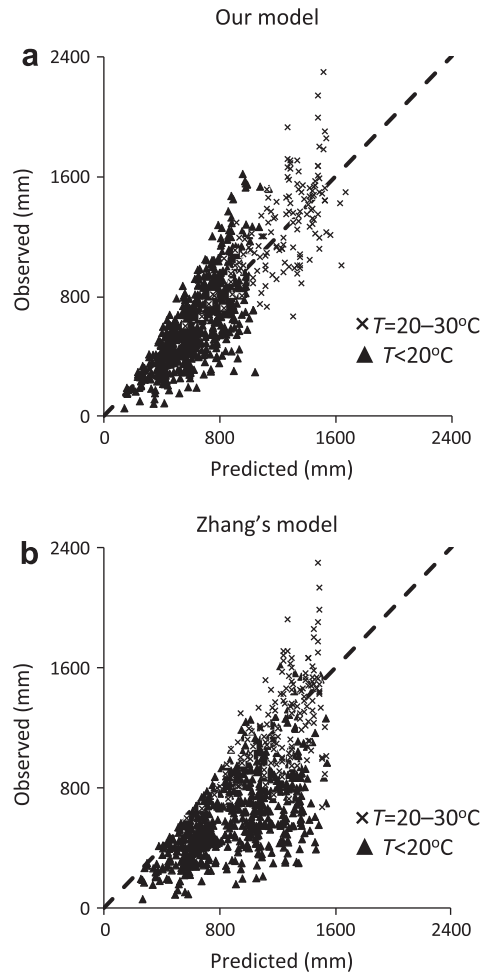 Our model
a
2400
1600
800
0
Observed (mm)
× T=20–30°C
▲ T<20°C
0 800 1600 2400
Predicted (mm)
Zhang’s model
b
2400
1600
800
0
Observed (mm)
× T=20–30°C
▲ T<20°C
0 800 1600 2400
Predicted (mm)